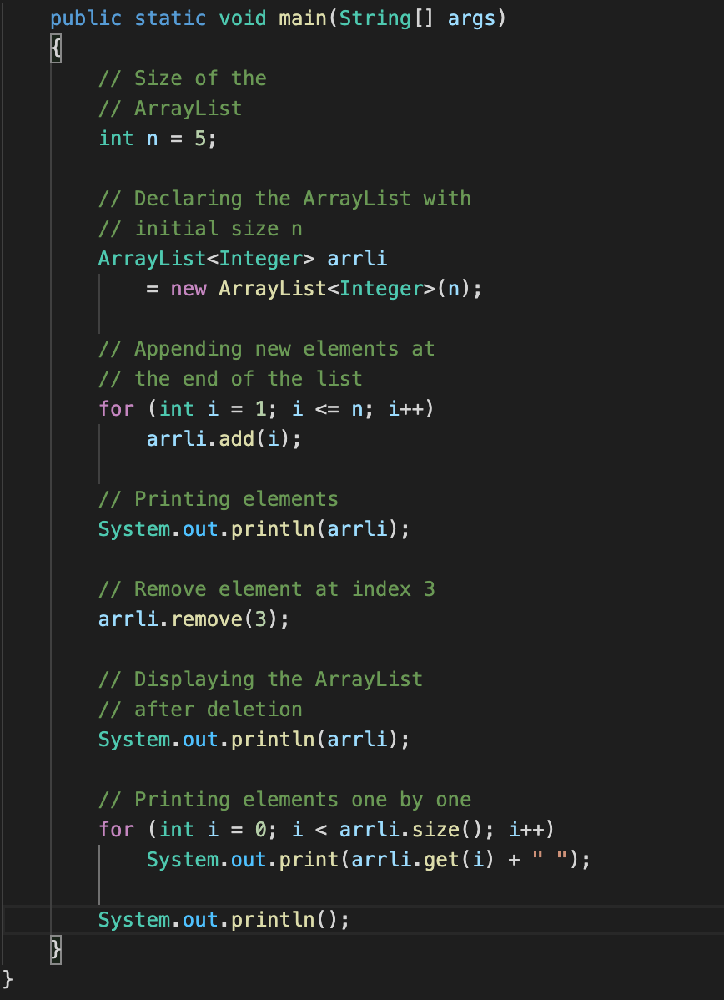 public static void main(String[] args)
{
// Size of the
// ArrayList
int n = 5;
// Declaring the ArrayList with
// initial size n
ArrayList<Integer> arrli
= new ArrayList<Integer>(n);
// Appending new elements at
// the end of the list
for (int i = 1; i <= n; i++)
arrli.add(i);
// Printing elements
System.out.println(arrli);
// Remove element at index 3
arrli.remove(3);
// Displaying the ArrayList
// after deletion
System.out.println(arrli);
// Printing elements one by one
for (int i = 0; i < arrli.size(); i++)
System.out.print(arrli.get(i) + " ");
System.out.println();
}
}